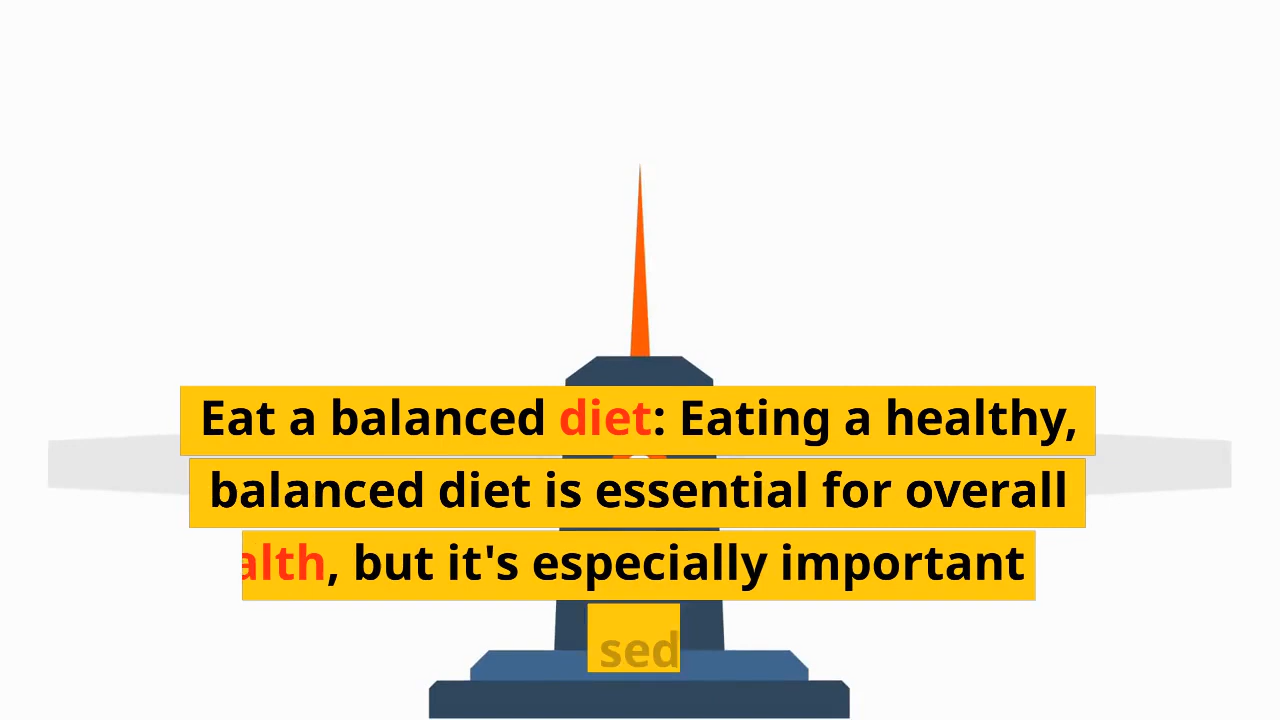 Eat a balanced diet: Eating a healthy,
balanced diet is essential for overall
alth, but it's especially important
sed